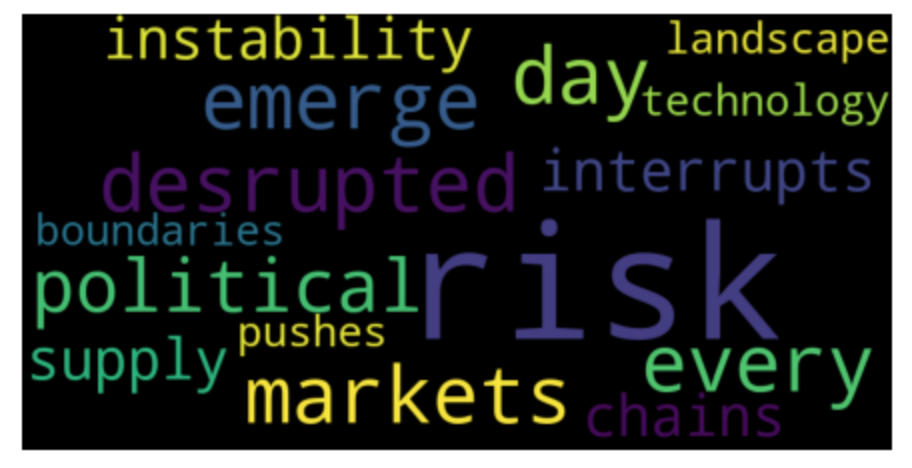 instability
landscape
emerge
day
technology
desrupted
interrupts
boundaries
political
risk
pushes
supply
every
markets
chains